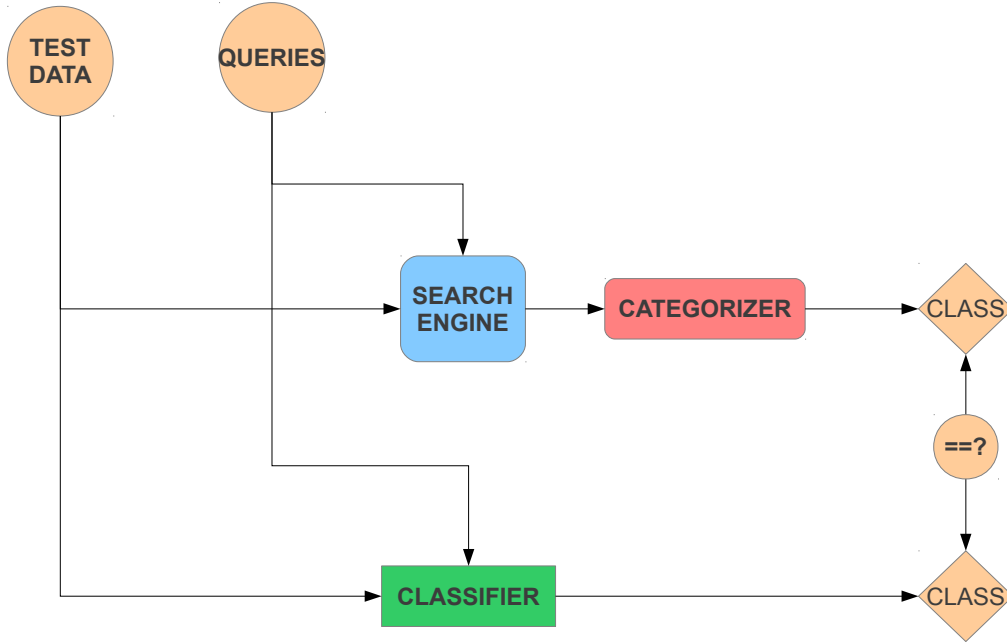 TEST
DATA
QUERIES
SEARCH
ENGINE
CATEGORIZER
CLASS
==?
CLASSIFIER
CLASS